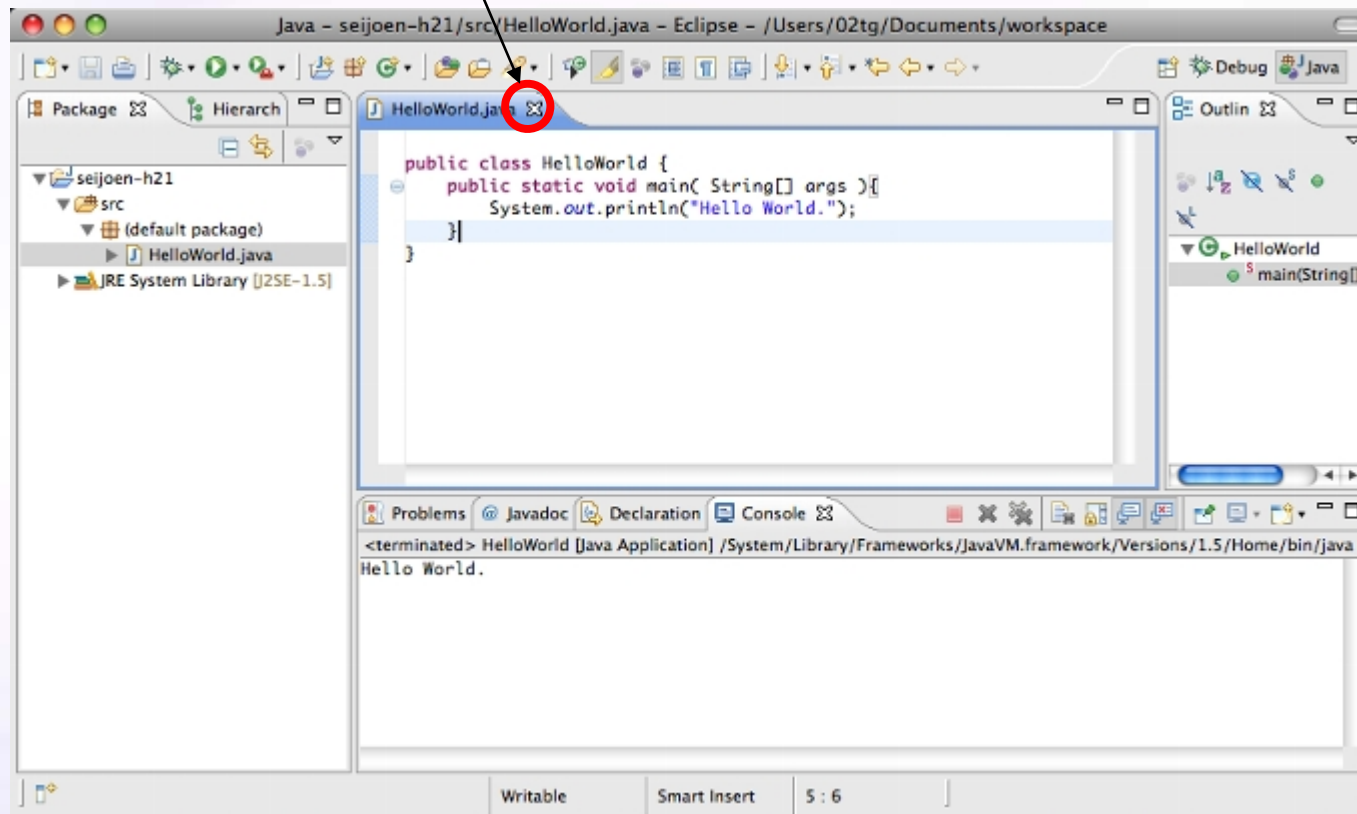 Java – seijoen-h21/src/HelloWorld.java – Eclipse – /Users/02tg/Documents/workspace
Debug Java
Package Hierarch
HelloWorld.java
Outlin
seijoen-h21
src
(default package)
HelloWorld.java
JRE System Library [J2SE-1.5]
public class HelloWorld {
public static void main( String[] args ){
System.out.println("Hello World.");
}
}
HelloWorld
main(String[]
Problems Javadoc Declaration Console
<terminated> HelloWorld [Java Application] /System/Library/Frameworks/JavaVM.framework/Versions/1.5/Home/bin/java
Hello World.
Writable Smart Insert 5 : 6